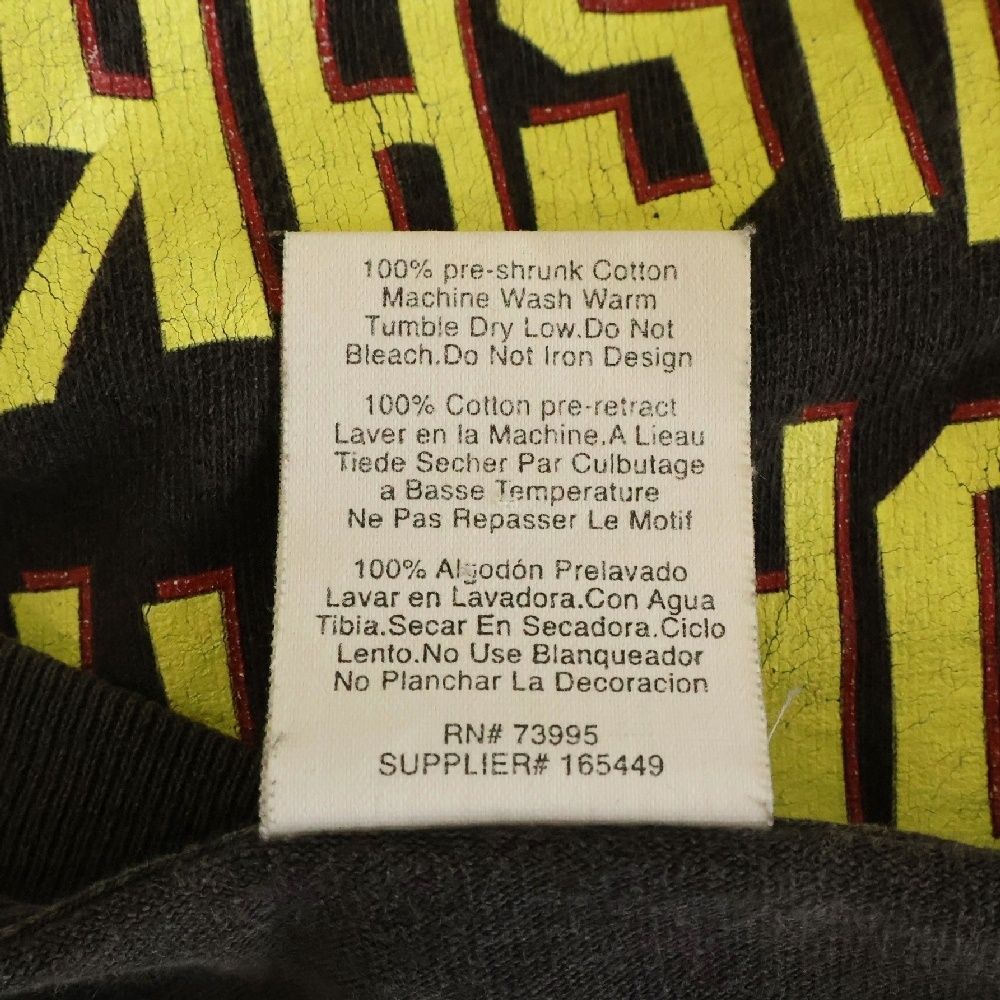 100% pre-shrunk Cotton
Machine Wash Warm
Tumble Dry Low.Do Not
Bleach.Do Not Iron Design
100% Cotton pre-retract
Laver en la Machine.A Lieau
Tiede Secher Par Culbutage
a Basse Temperature
Ne Pas Repasser Le Motif
100% Algodón Prelavado
Lavar en Lavadora.Con Agua
Tibia.Secar En Secadora.Ciclo
Lento.No Use Blanqueador
No Planchar La Decoracion
RN# 73995
SUPPLIER# 165449